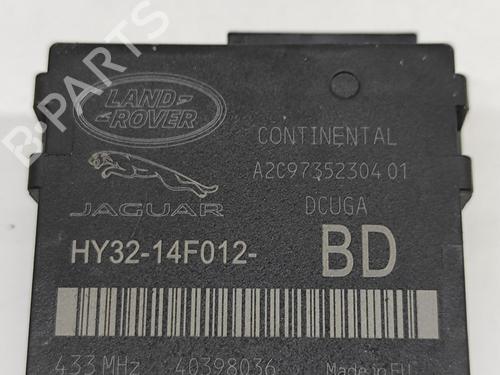 LAND
ROVER
CONTINENTAL
A2C97352304 01
JAGUAR
DCUGA
HY32-14F012-
BD
433 MHz 40398036 Made in EU
B-PARTS